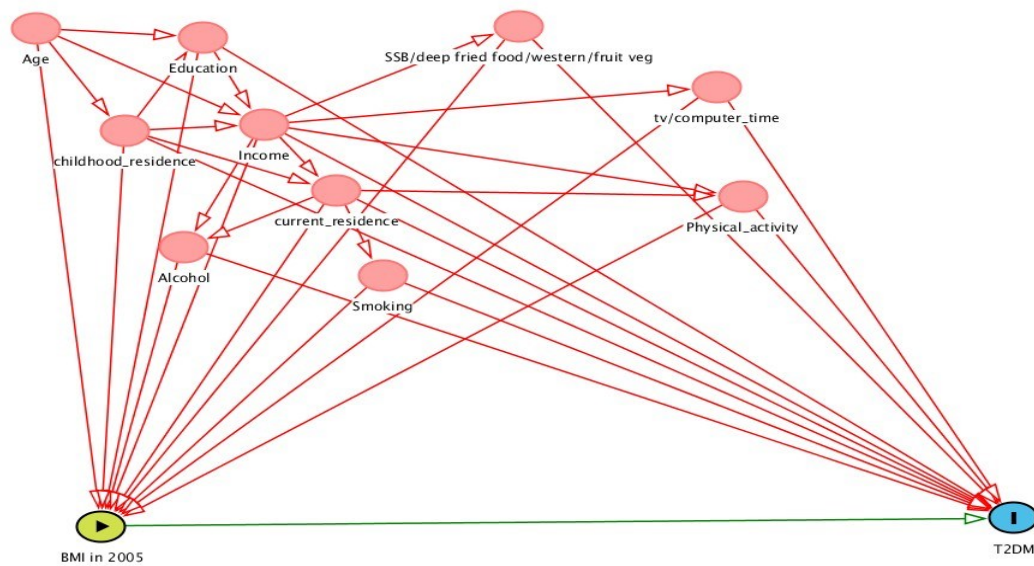 Age
Education
SSB/deep fried food/western/fruit veg
tv/computer_time
childhood_residence
Income
current_residence
Physical_activity
Alcohol
Smoking
BMI in 2005
T2DM